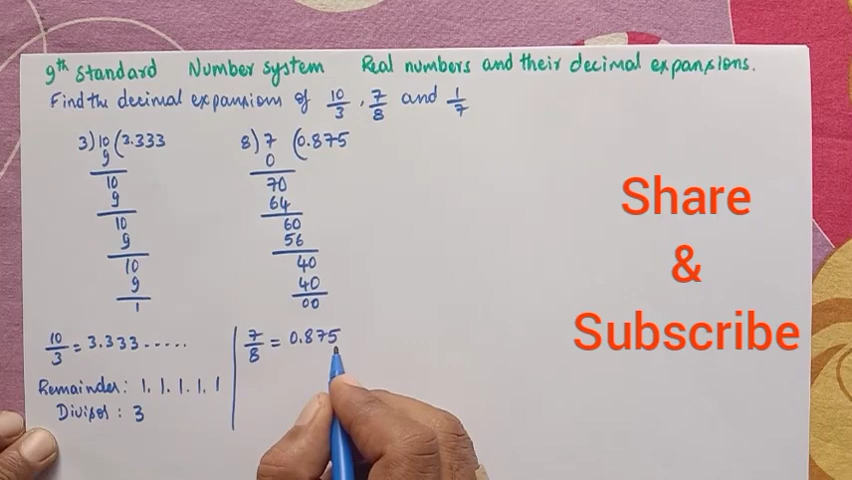 9th Standard Number system Real numbers and their decimal expansions.
Find the decimal expansions of 10/3, 7/8 and 1/7
3)10(3.333
9
10
9
10
9
10
9
1
8)7(0.875
0
70
64
60
56
40
40
00
10/3 = 3.333.....
Remainder: 1, 1, 1, 1, 1
Divisor: 3
7/8 = 0.875
Share
&
Subscribe